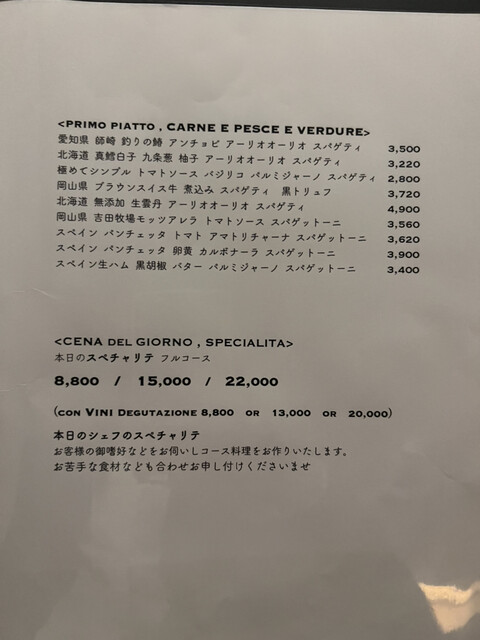 <PRIMO PIATTO , CARNE E PESCE E VERDURE>
愛知県 師崎 釣りの鰆 アンチョビ アーリオオーリオ スパゲティ 3,500
北海道 真鱈白子 九条葱 柚子 アーリオオーリオ スパゲティ 3,220
極めてシンプル トマトソース バジリコ パルミジャーノ スパゲティ 2,800
岡山県 ブラウンスイス牛 煮込み スパゲティ 黒トリュフ 3,720
北海道 無添加 生雲丹 アーリオオーリオ スパゲティ 4,900
岡山県 吉田牧場モッツアレラ トマトソース スパゲットーニ 3,560
スペイン パンチェッタ トマト アマトリチャーナ スパゲットーニ 3,620
スペイン パンチェッタ 卵黄 カルボナーラ スパゲットーニ 3,900
スペイン生ハム 黒胡椒 バター パルミジャーノ スパゲットーニ 3,400
<CENA DEL GIORNO , SPECIALITA>
本日のスペチャリテ フルコース
8,800 / 15,000 / 22,000
(CON VINI DEGUTAZIONE 8,800 OR 13,000 OR 20,000)
本日のシェフのスペチャリテ
お客様の御嗜好などをお伺いしコース料理をお作りいたします。
お苦手な食材なども合わせお申し付けくださいませ